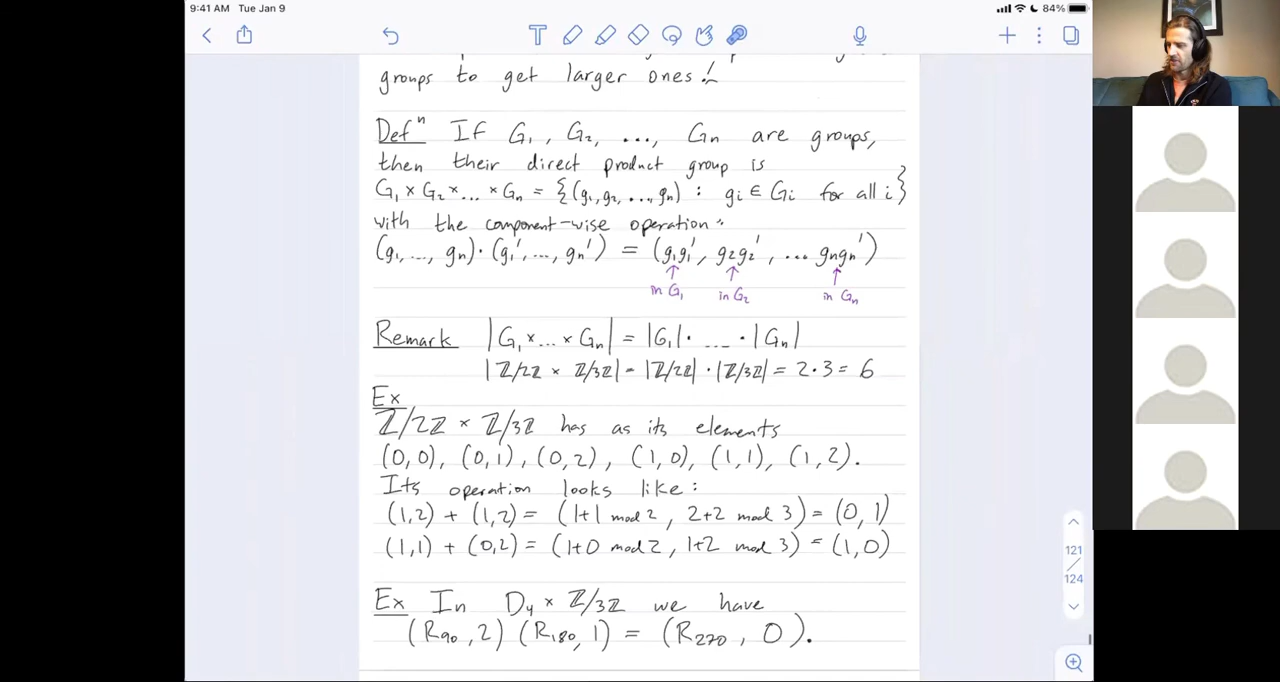 9:41 AM Tue Jan 9
84%
groups to get larger ones!
Defⁿ If G₁, G₂, ..., Gₙ are groups,
then their direct product group is
G₁ × G₂ × ... × Gₙ = {(g₁, g₂, ..., gₙ) : gᵢ ∈ Gᵢ for all i}
with the component-wise operation:
(g₁, ..., gₙ) · (g₁', ..., gₙ') = (g₁g₁', g₂g₂', ... gₙgₙ')
in G₁ in G₂ in Gₙ
Remark |G₁ × ... × Gₙ| = |G₁| · ... · |Gₙ|
|ℤ/2ℤ × ℤ/3ℤ| = |ℤ/2ℤ| · |ℤ/3ℤ| = 2·3 = 6
Ex
ℤ/2ℤ × ℤ/3ℤ has as its elements
(0,0), (0,1), (0,2), (1,0), (1,1), (1,2).
Its operation looks like:
(1,2) + (1,2) = (1+1 mod 2, 2+2 mod 3) = (0,1)
(1,1) + (0,2) = (1+0 mod 2, 1+2 mod 3) = (1,0)
Ex In D₄ × ℤ/3ℤ we have
(R₉₀, 2) (R₁₈₀, 1) = (R₂₇₀, 0).
121
/
124